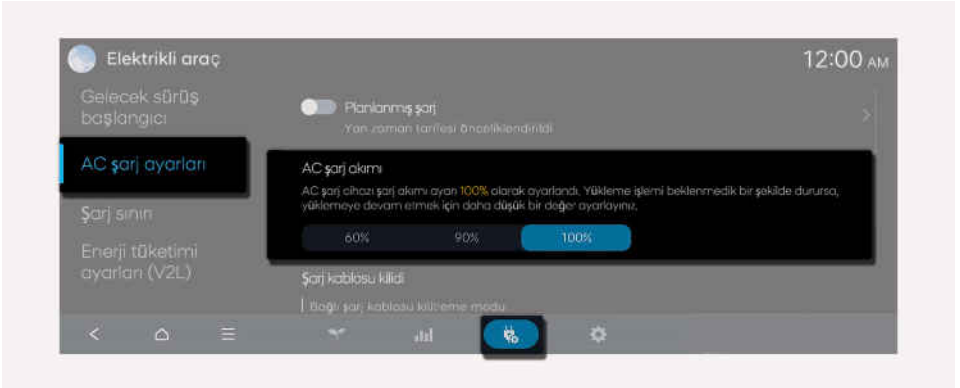 Elektrikli araç
12:00 AM
Gelecek sürüş
başlangıcı
AC şarj ayarları
Şarj sınırı
Enerji tüketimi
ayarları (V2L)
Planlanmış şarj
Yan zaman tarifesi önceliklendirildi
AC şarj akımı
AC şarj cihazı şarj akımı ayarı 100% olarak ayarlandı. Yükleme işlemi beklenmedik bir şekilde durursa,
yüklemeye devam etmek için daha düşük bir değer ayarlayınız.
60% 90% 100%
Şarj kablosu kilidi
Bağlı şarj kablosu kilitleme modu